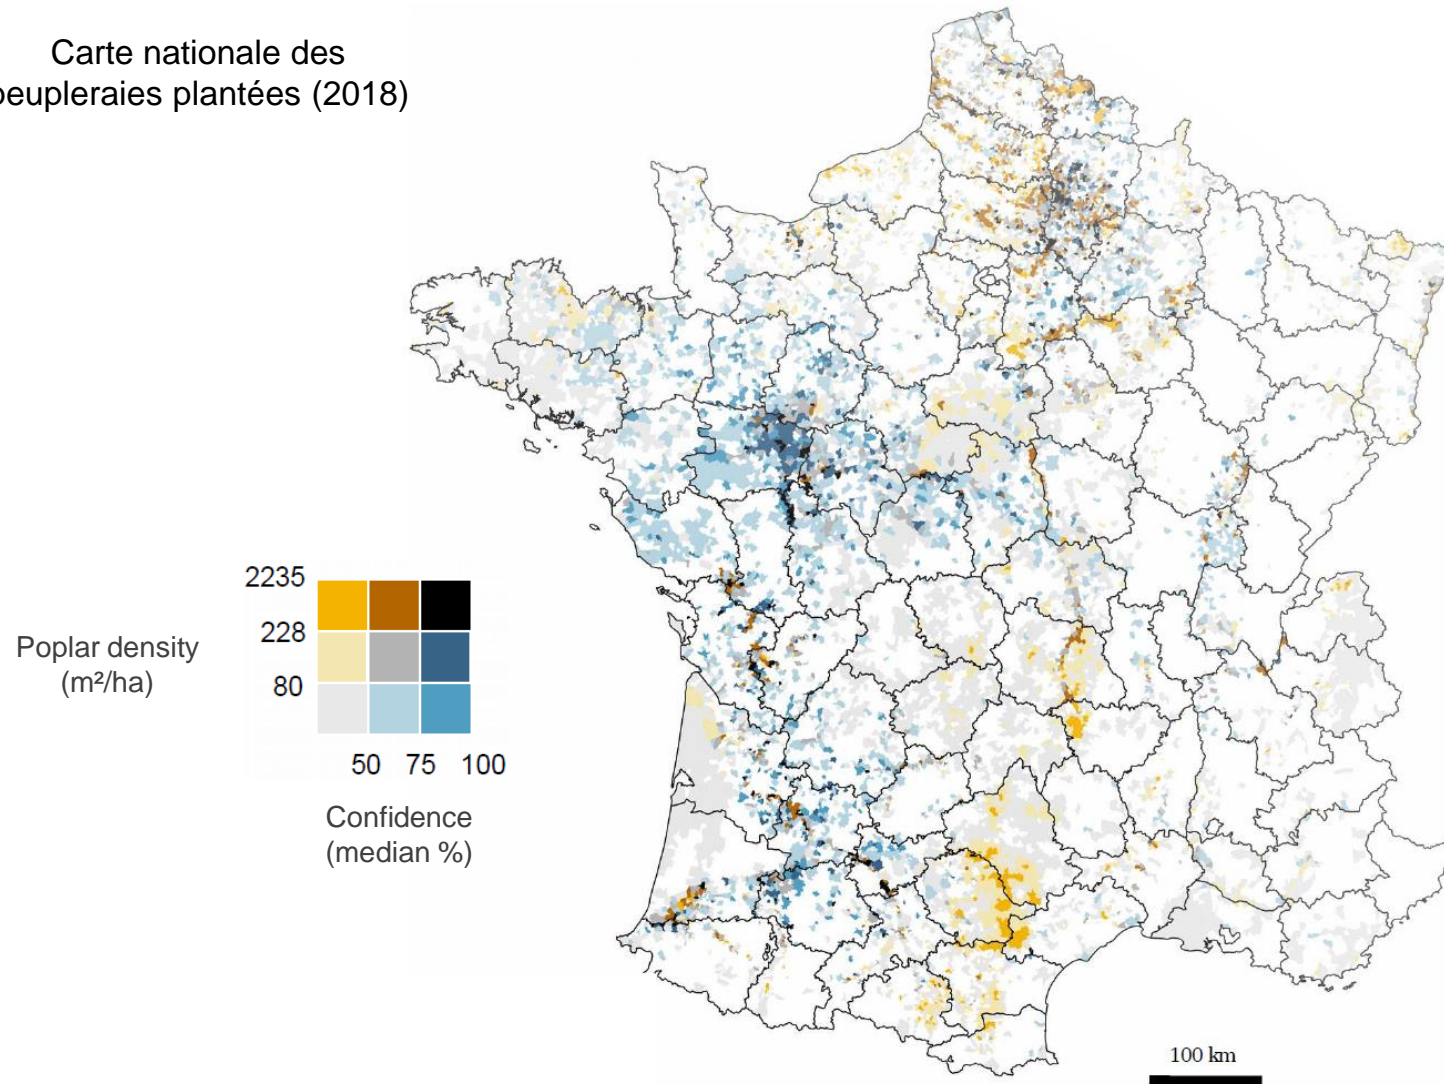 Carte nationale des
peupleraies plantées (2018)
2235
228
80
Poplar density
(m²/ha)
50 75 100
Confidence
(median %)
100 km